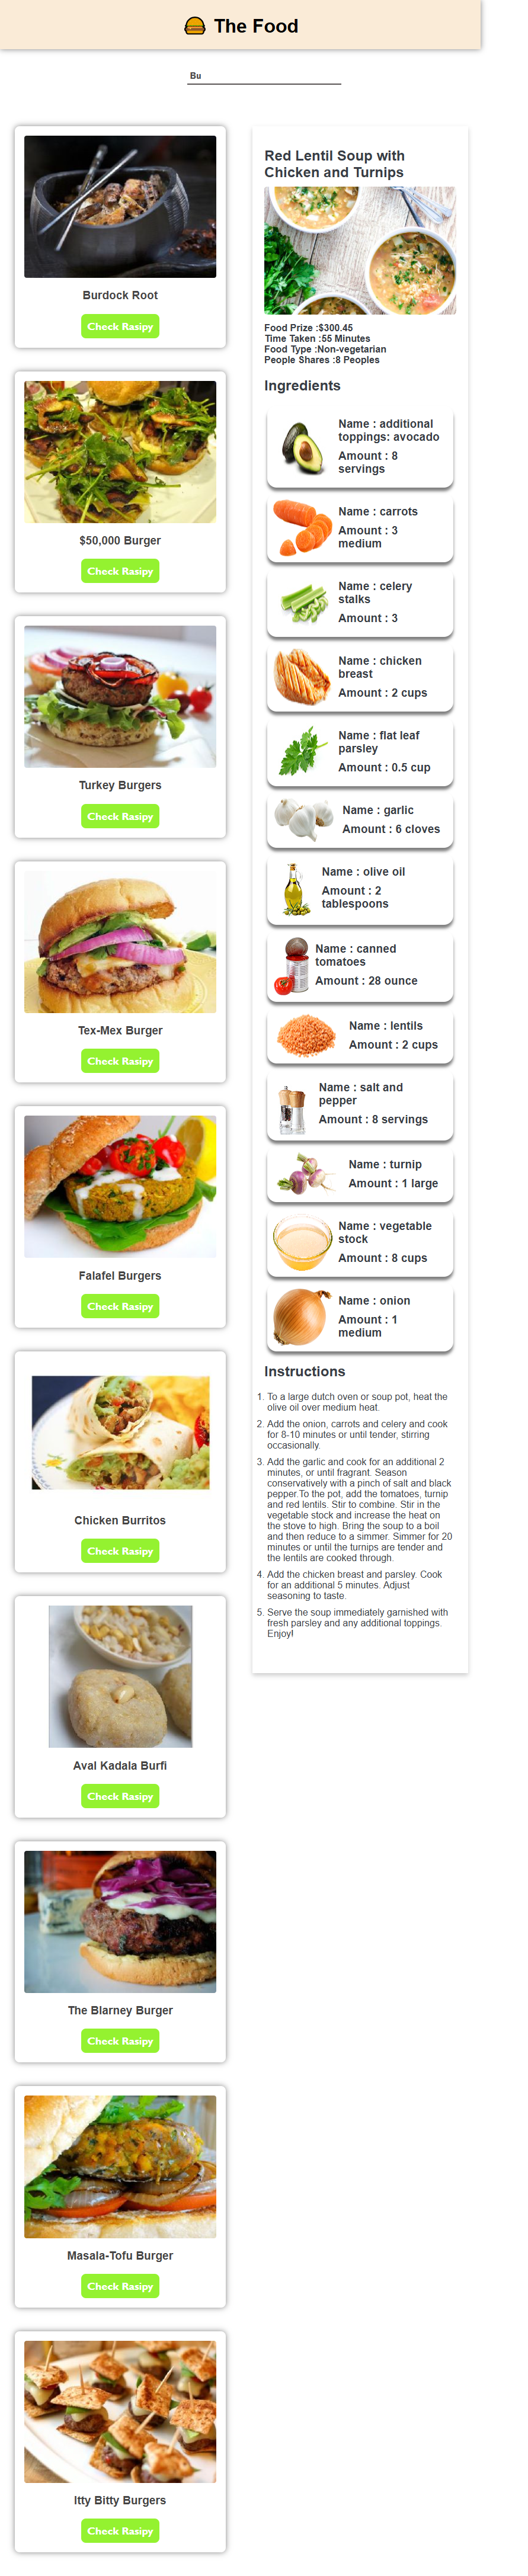 The Food
Bu
Burdock Root
Check Rasipy
$50,000 Burger
Check Rasipy
Turkey Burgers
Check Rasipy
Tex-Mex Burger
Check Rasipy
Falafel Burgers
Check Rasipy
Chicken Burritos
Check Rasipy
Aval Kadala Burfi
Check Rasipy
The Blarney Burger
Check Rasipy
Masala-Tofu Burger
Check Rasipy
Itty Bitty Burgers
Check Rasipy
Red Lentil Soup with
Chicken and Turnips
Food Prize :$300.45
Time Taken :55 Minutes
Food Type :Non-vegetarian
People Shares :8 Peoples
Ingredients
Name : additional
toppings: avocado
Amount : 8
servings
Name : carrots
Amount : 3
medium
Name : celery
stalks
Amount : 3
Name : chicken
breast
Amount : 2 cups
Name : flat leaf
parsley
Amount : 0.5 cup
Name : garlic
Amount : 6 cloves
Name : olive oil
Amount : 2
tablespoons
Name : canned
tomatoes
Amount : 28 ounce
Name : lentils
Amount : 2 cups
Name : salt and
pepper
Amount : 8 servings
Name : turnip
Amount : 1 large
Name : vegetable
stock
Amount : 8 cups
Name : onion
Amount : 1
medium
Instructions
1. To a large dutch oven or soup pot, heat the
olive oil over medium heat.
2. Add the onion, carrots and celery and cook
for 8-10 minutes or until tender, stirring
occasionally.
3. Add the garlic and cook for an additional 2
minutes, or until fragrant. Season
conservatively with a pinch of salt and black
pepper.To the pot, add the tomatoes, turnip
and red lentils. Stir to combine. Stir in the
vegetable stock and increase the heat on
the stove to high. Bring the soup to a boil
and then reduce to a simmer. Simmer for 20
minutes or until the turnips are tender and
the lentils are cooked through.
4. Add the chicken breast and parsley. Cook
for an additional 5 minutes. Adjust
seasoning to taste.
5. Serve the soup immediately garnished with
fresh parsley and any additional toppings.
Enjoy!